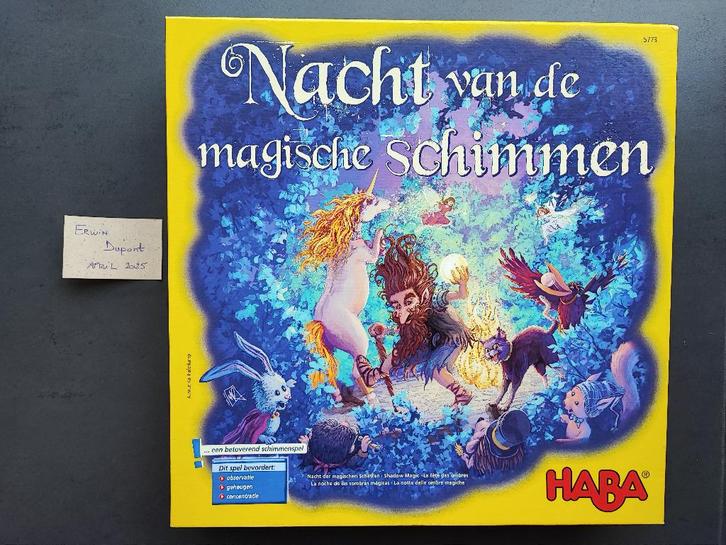 5773
Nacht van de
magische schimmen
ERWIN
Dupont
APRIL 2025
... een betoverend schimmenspel
Dit spel bevordert:
observatie
geheugen
concentratie
Nacht der magischen Schatten · Shadow Magic · La fête des ombres
La noche de las sombras mágicas · La notte delle ombre magiche
HABA®